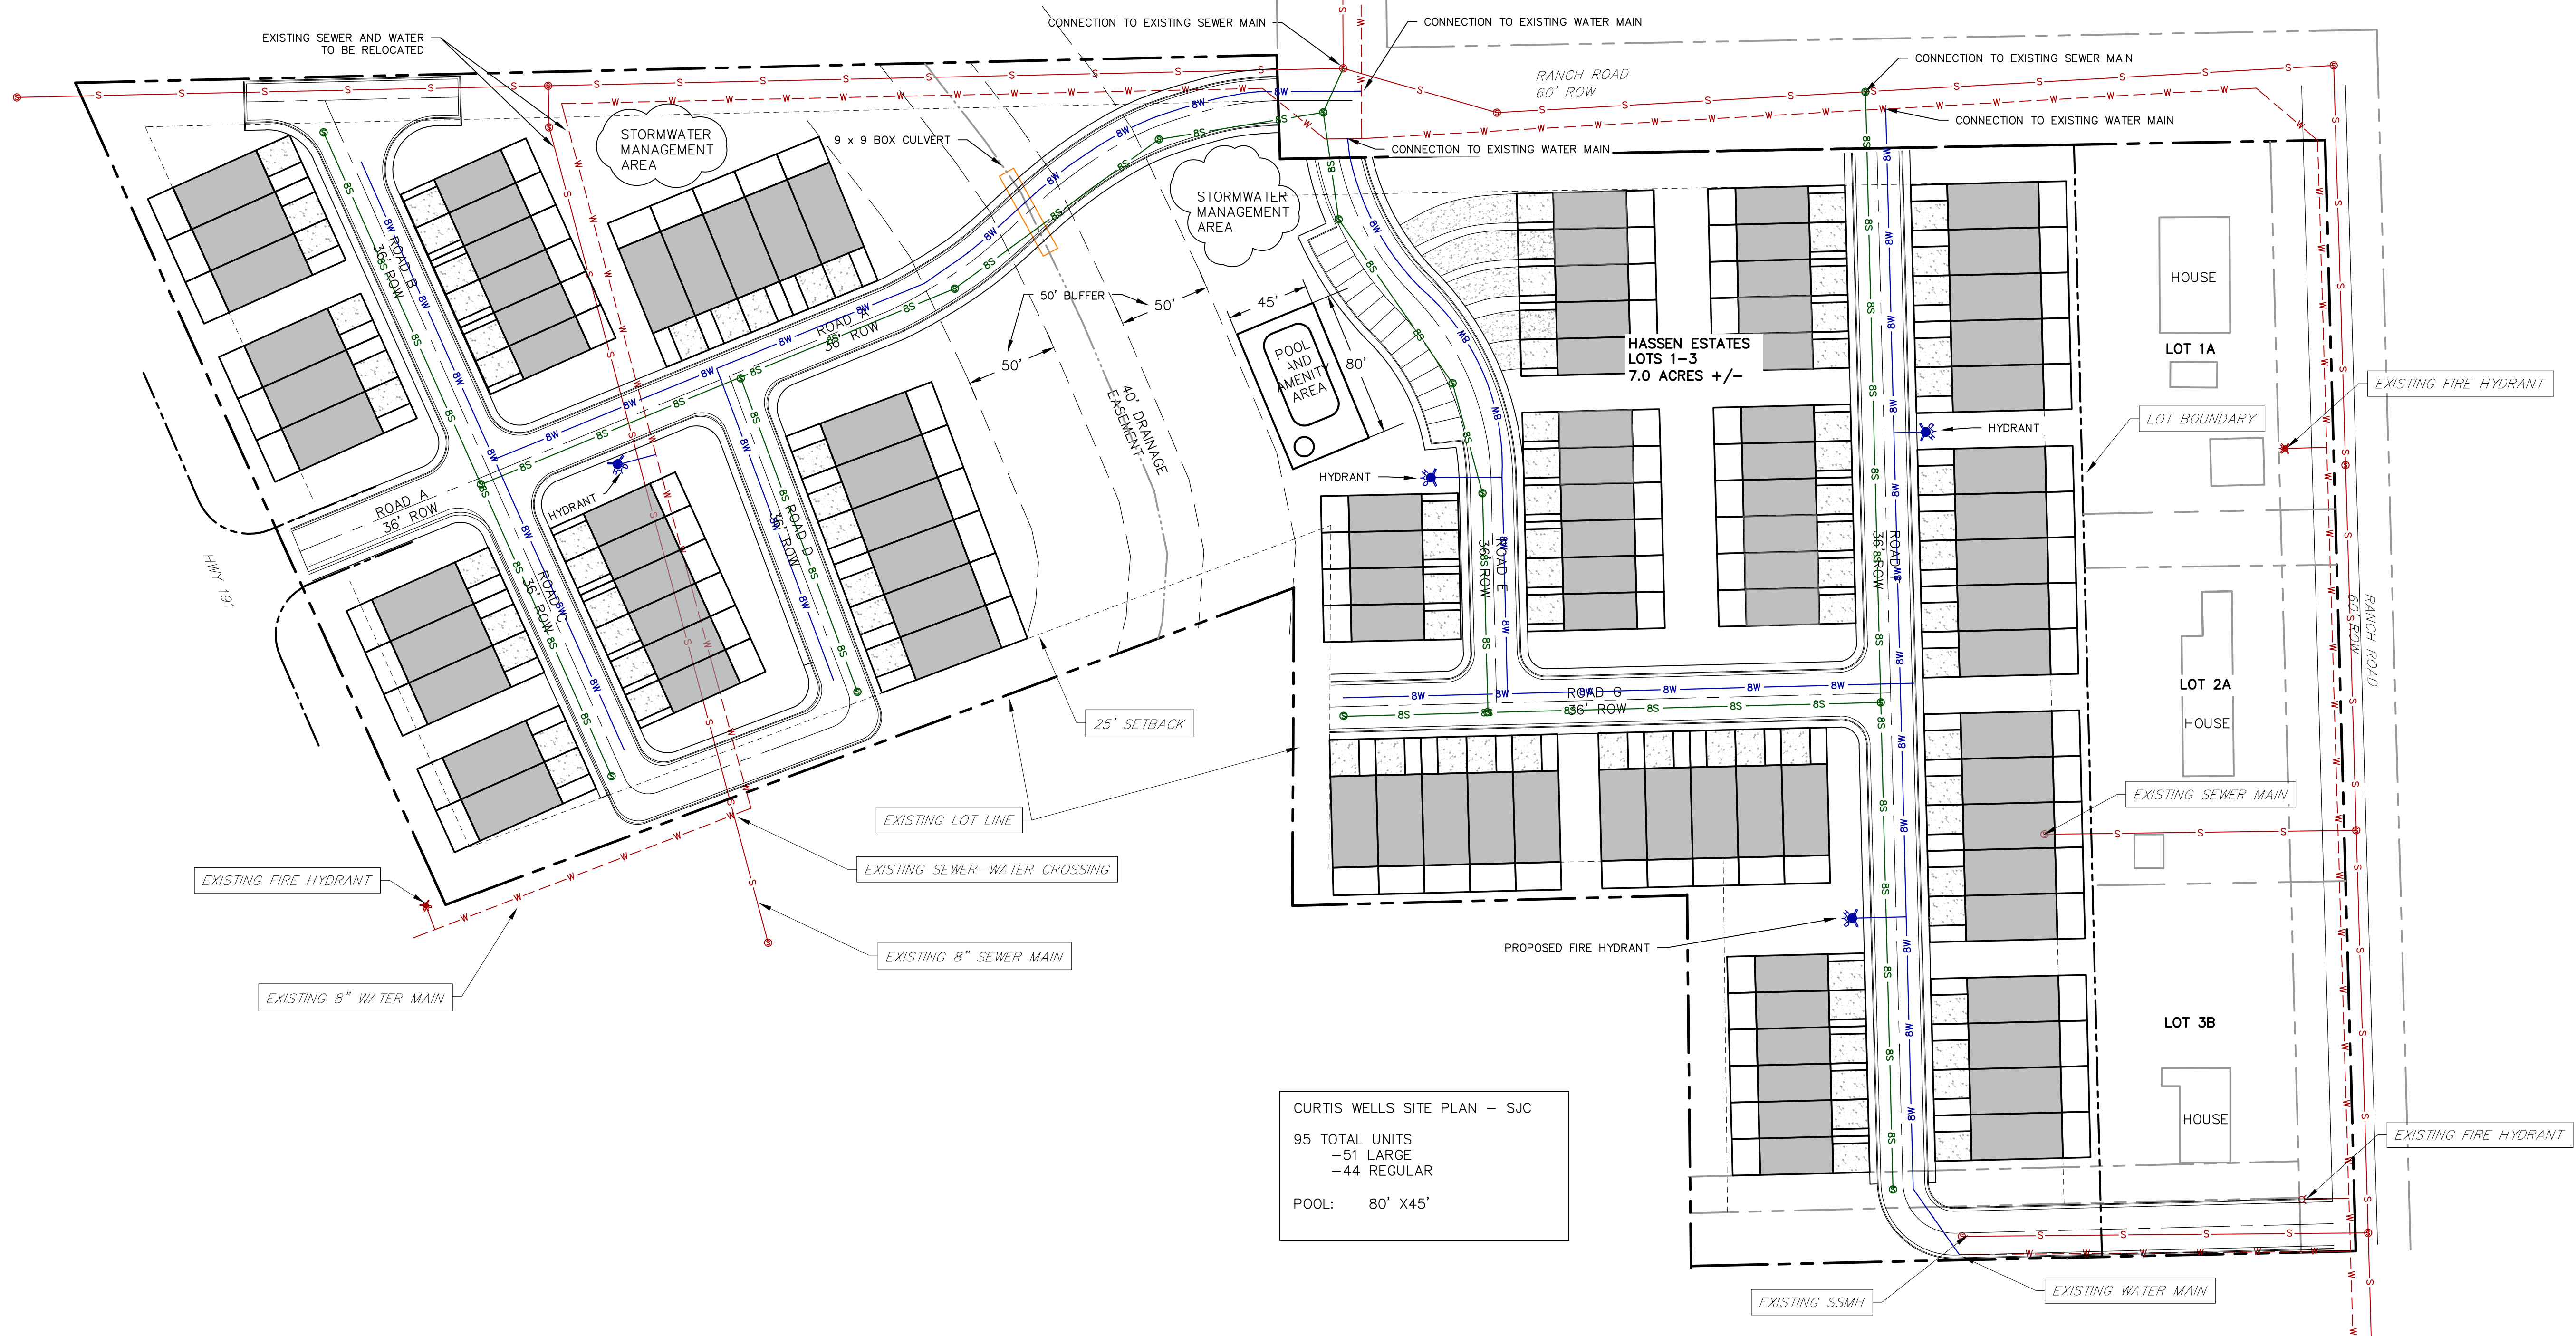 CONNECTION TO EXISTING SEWER MAIN
CONNECTION TO EXISTING WATER MAIN
EXISTING SEWER AND WATER
TO BE RELOCATED
RANCH ROAD
60' ROW
CONNECTION TO EXISTING SEWER MAIN
CONNECTION TO EXISTING WATER MAIN
CONNECTION TO EXISTING WATER MAIN
STORMWATER
MANAGEMENT
AREA
9 x 9 BOX CULVERT
STORMWATER
MANAGEMENT
AREA
ROAD B
36' ROW
50' BUFFER
50'
50'
45'
80'
POOL
AND
AMENITY
AREA
ROAD A
36' ROW
40' DRAINAGE
EASEMENT
HASSEN ESTATES
LOTS 1-3
7.0 ACRES +/-
HOUSE
LOT 1A
EXISTING FIRE HYDRANT
LOT BOUNDARY
HYDRANT
HYDRANT
HYDRANT
ROAD A
36' ROW
ROAD D
36' ROW
HWY 191
ROAD C
36' ROW
ROAD E
36' ROW
ROAD
36' ROW
RANCH ROAD
60' ROW
LOT 2A
HOUSE
ROAD G
36' ROW
25' SETBACK
EXISTING LOT LINE
EXISTING SEWER MAIN
EXISTING SEWER-WATER CROSSING
EXISTING FIRE HYDRANT
EXISTING 8" SEWER MAIN
EXISTING 8" WATER MAIN
PROPOSED FIRE HYDRANT
LOT 3B
HOUSE
EXISTING FIRE HYDRANT
CURTIS WELLS SITE PLAN - SJC
95 TOTAL UNITS
-51 LARGE
-44 REGULAR
POOL: 80' X45'
EXISTING SSMH
EXISTING WATER MAIN